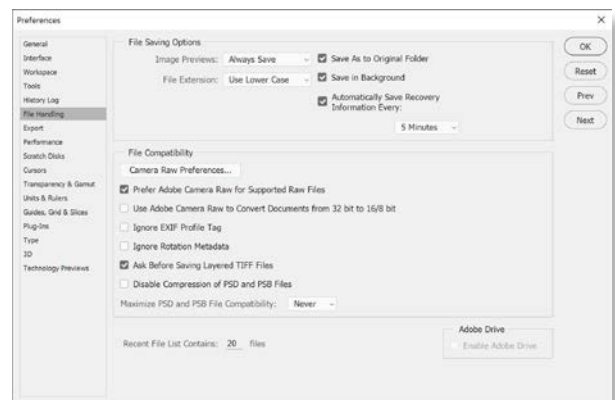 Preferences
General
Interface
Workspace
Tools
History Log
File Handling
Export
Performance
Scratch Disks
Cursors
Transparency & Gamut
Units & Rulers
Guides, Grid & Slices
Plug-Ins
Type
3D
Technology Previews
File Saving Options
Image Previews: Always Save
File Extension: Use Lower Case
Save As to Original Folder
Save in Background
Automatically Save Recovery
Information Every:
5 Minutes
File Compatibility
Camera Raw Preferences...
Prefer Adobe Camera Raw for Supported Raw Files
Use Adobe Camera Raw to Convert Documents from 32 bit to 16/8 bit
Ignore EXIF Profile Tag
Ignore Rotation Metadata
Ask Before Saving Layered TIFF Files
Disable Compression of PSD and PSB Files
Maximize PSD and PSB File Compatibility: Never
Recent File List Contains: 20 files
Adobe Drive
Enable Adobe Drive
OK
Reset
Prev
Next